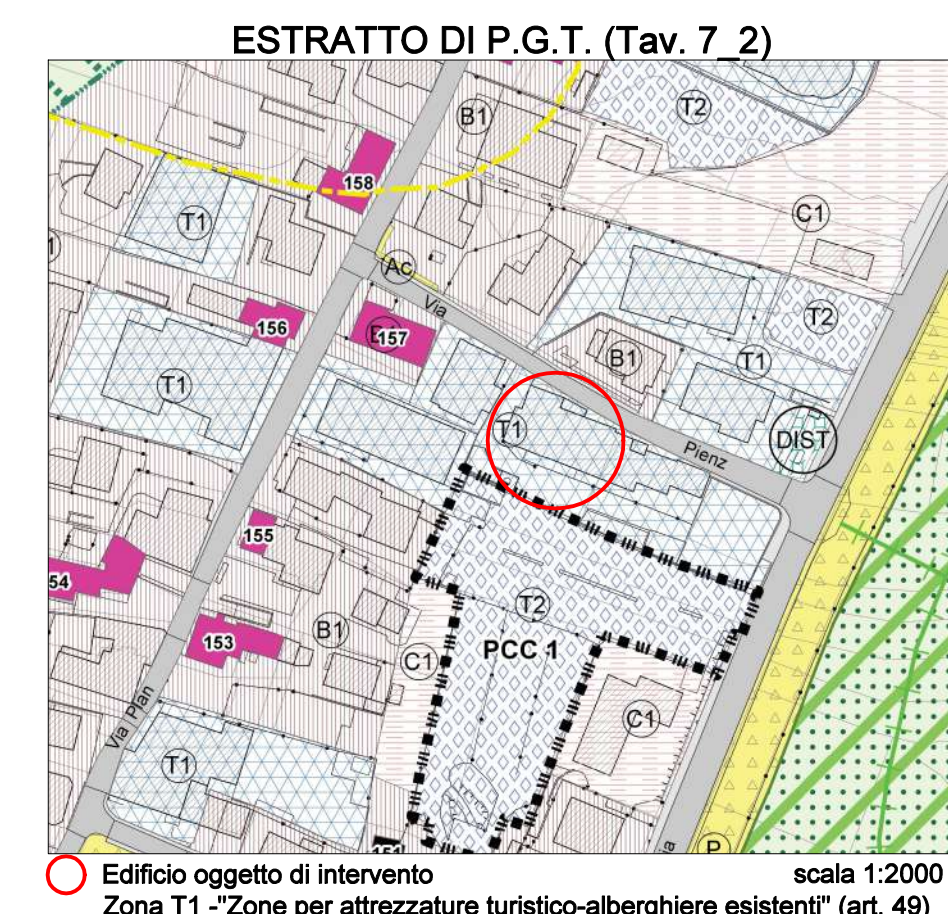 ESTRATTO DI P.G.T. (Tav. 7_2)
T2
B1
158
C1
T1
Ac
Via
T2
156
157
B1
T1
T1
T1
DIST
Pienz
155
54
T2
153
B1
PCC 1
C1
C1
Via Plan
T1
P
Edificio oggetto di intervento
scala 1:2000
Zona T1 -"Zone per attrezzature turistico-alberghiere esistenti" (art. 49)